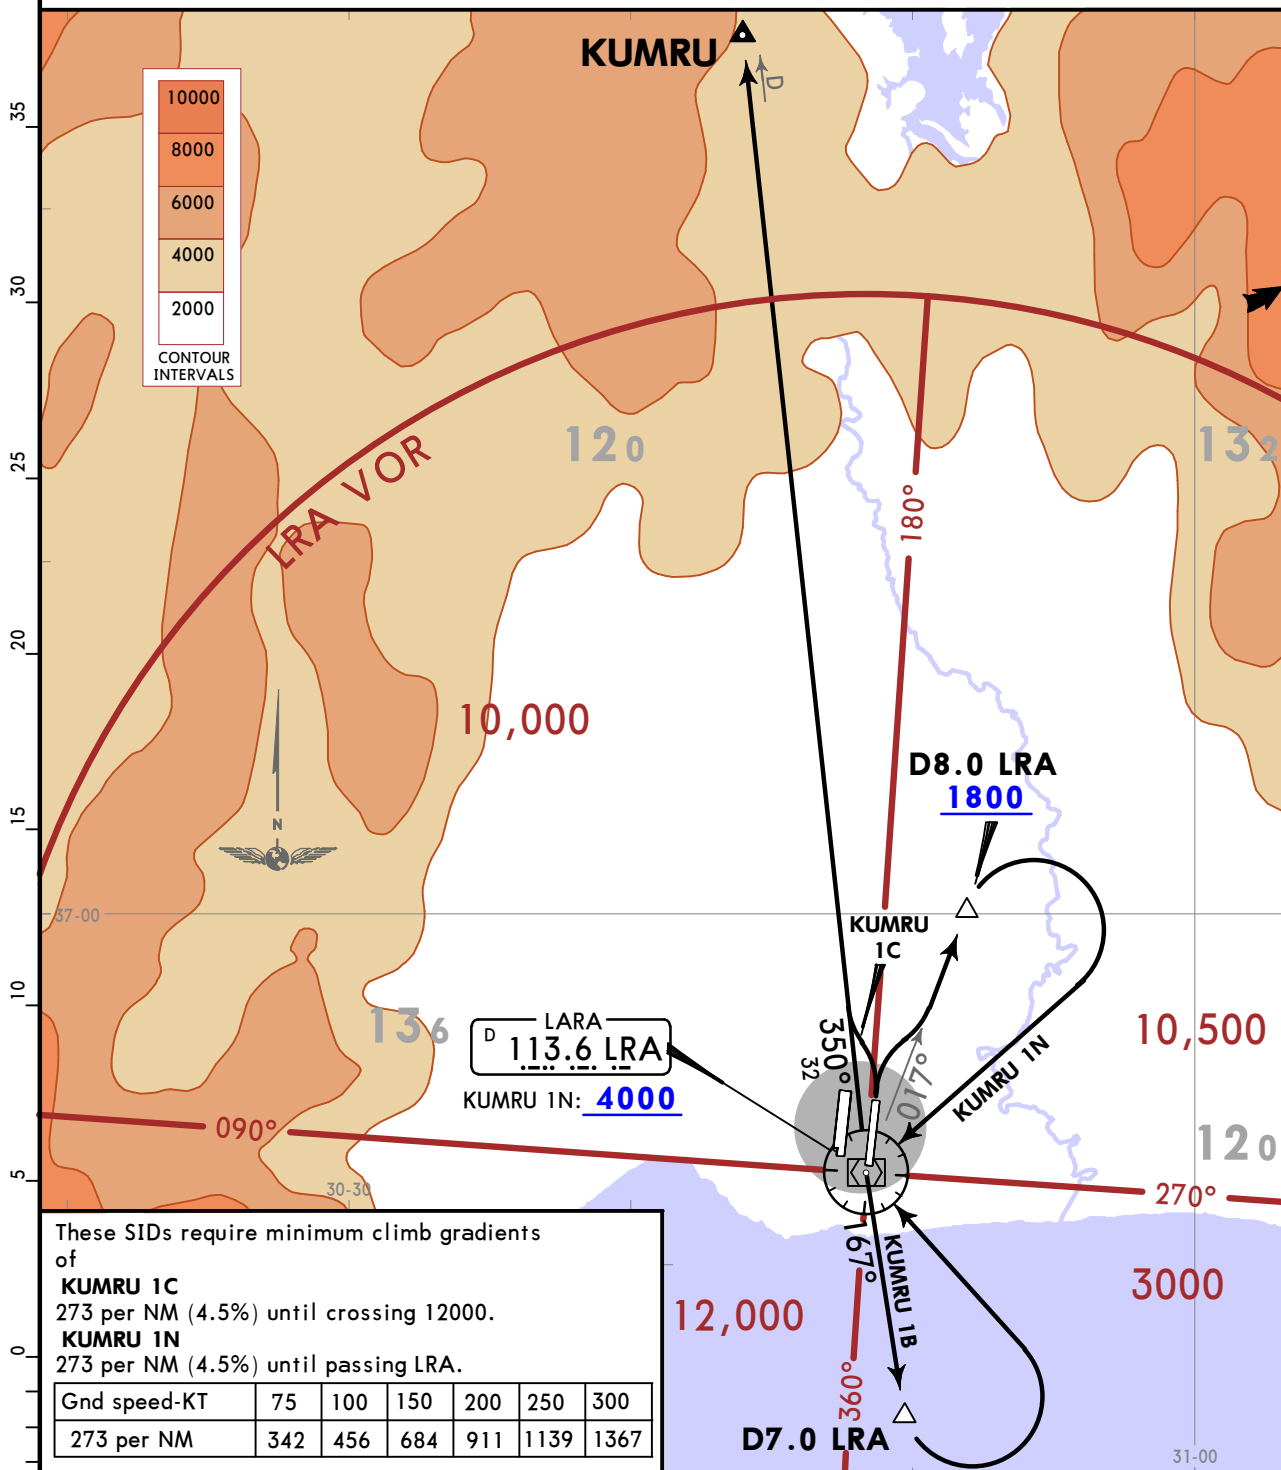 KUMRU
D
35
10000
8000
6000
4000
2000
CONTOUR
INTERVALS
30
120
132
LRA VOR
25
180°
20
10,000
D8.0 LRA
1800
15
N
37-00
KUMRU
1C
10
136
LARA
D 113.6 LRA
KUMRU 1N: 4000
350°
32
017°
KUMRU 1N
10,500
090°
120
5
30-30
270°
167°
KUMRU 1B
12,000
3000
360°
D7.0 LRA
31-00
0
These SIDs require minimum climb gradients
of
KUMRU 1C
273 per NM (4.5%) until crossing 12000.
KUMRU 1N
273 per NM (4.5%) until passing LRA.
Gnd speed-KT 75 100 150 200 250 300
273 per NM 342 456 684 911 1139 1367